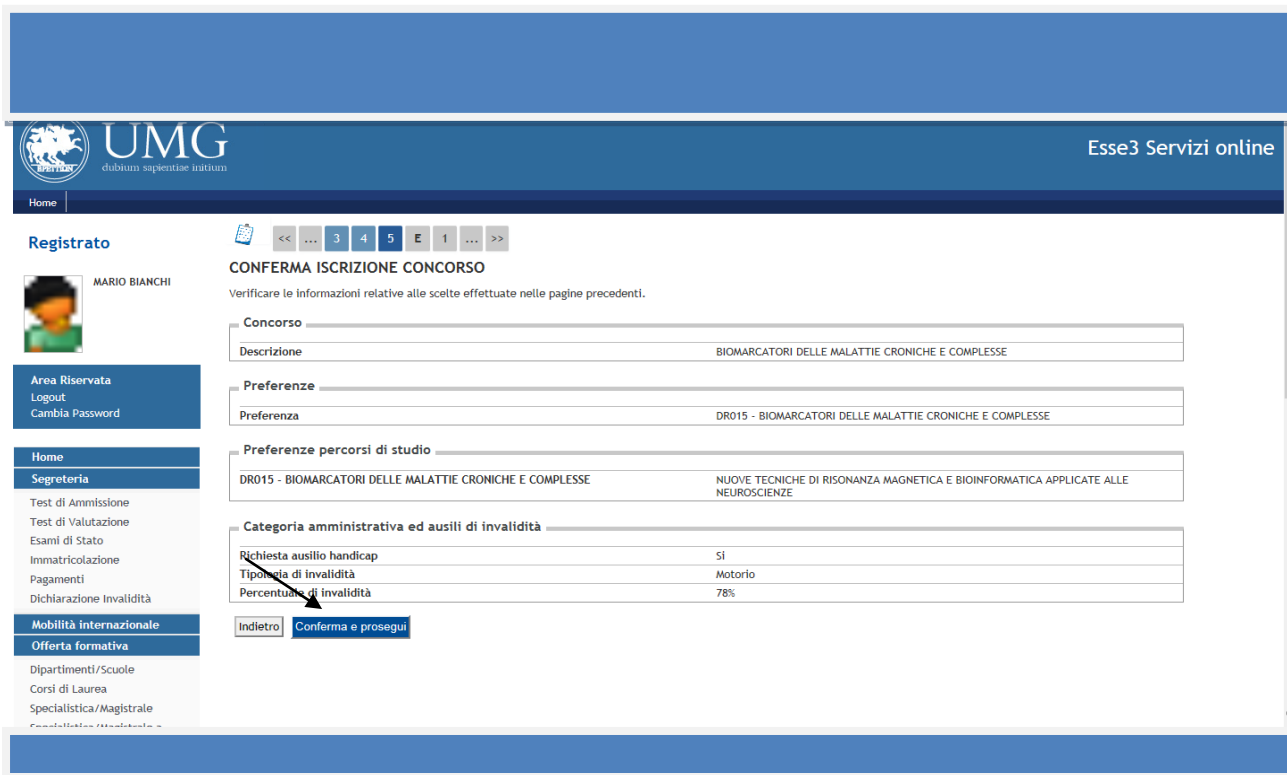 UMG
dubium sapientiae initium
Esse3 Servizi online
Home
Registrato
MARIO BIANCHI
Area Riservata
Logout
Cambia Password
Home
Segreteria
Test di Ammissione
Test di Valutazione
Esami di Stato
Immatricolazione
Pagamenti
Dichiarazione Invalidità
Mobilità internazionale
Offerta formativa
Dipartimenti/Scuole
Corsi di Laurea
Specialistica/Magistrale
<< ... 3 4 5 E 1 ... >>
CONFERMA ISCRIZIONE CONCORSO
Verificare le informazioni relative alle scelte effettuate nelle pagine precedenti.
Concorso
Descrizione BIOMARCATORI DELLE MALATTIE CRONICHE E COMPLESSE
Preferenze
Preferenza DR015 - BIOMARCATORI DELLE MALATTIE CRONICHE E COMPLESSE
Preferenze percorsi di studio
DR015 - BIOMARCATORI DELLE MALATTIE CRONICHE E COMPLESSE NUOVE TECNICHE DI RISONANZA MAGNETICA E BIOINFORMATICA APPLICATE ALLE
NEUROSCIENZE
Categoria amministrativa ed ausili di invalidità
Richiesta ausilio handicap Sì
Tipologia di invalidità Motorio
Percentuale di invalidità 78%
Indietro Conferma e prosegui